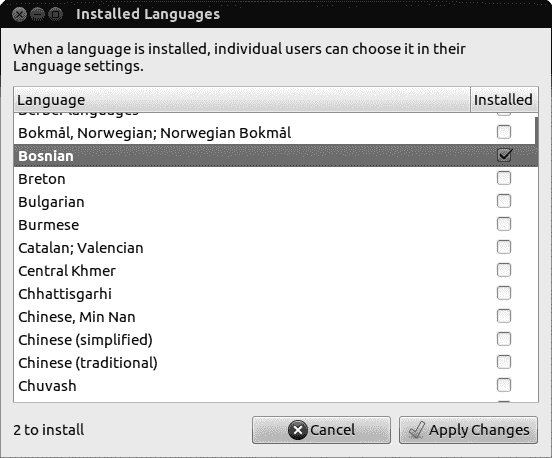 Installed Languages
When a language is installed, individual users can choose it in their
Language settings.
Language Installed
Berber languages
Bokmål, Norwegian; Norwegian Bokmål
Bosnian
Breton
Bulgarian
Burmese
Catalan; Valencian
Central Khmer
Chhattisgarhi
Chinese, Min Nan
Chinese (simplified)
Chinese (traditional)
Chuvash
2 to install Cancel Apply Changes